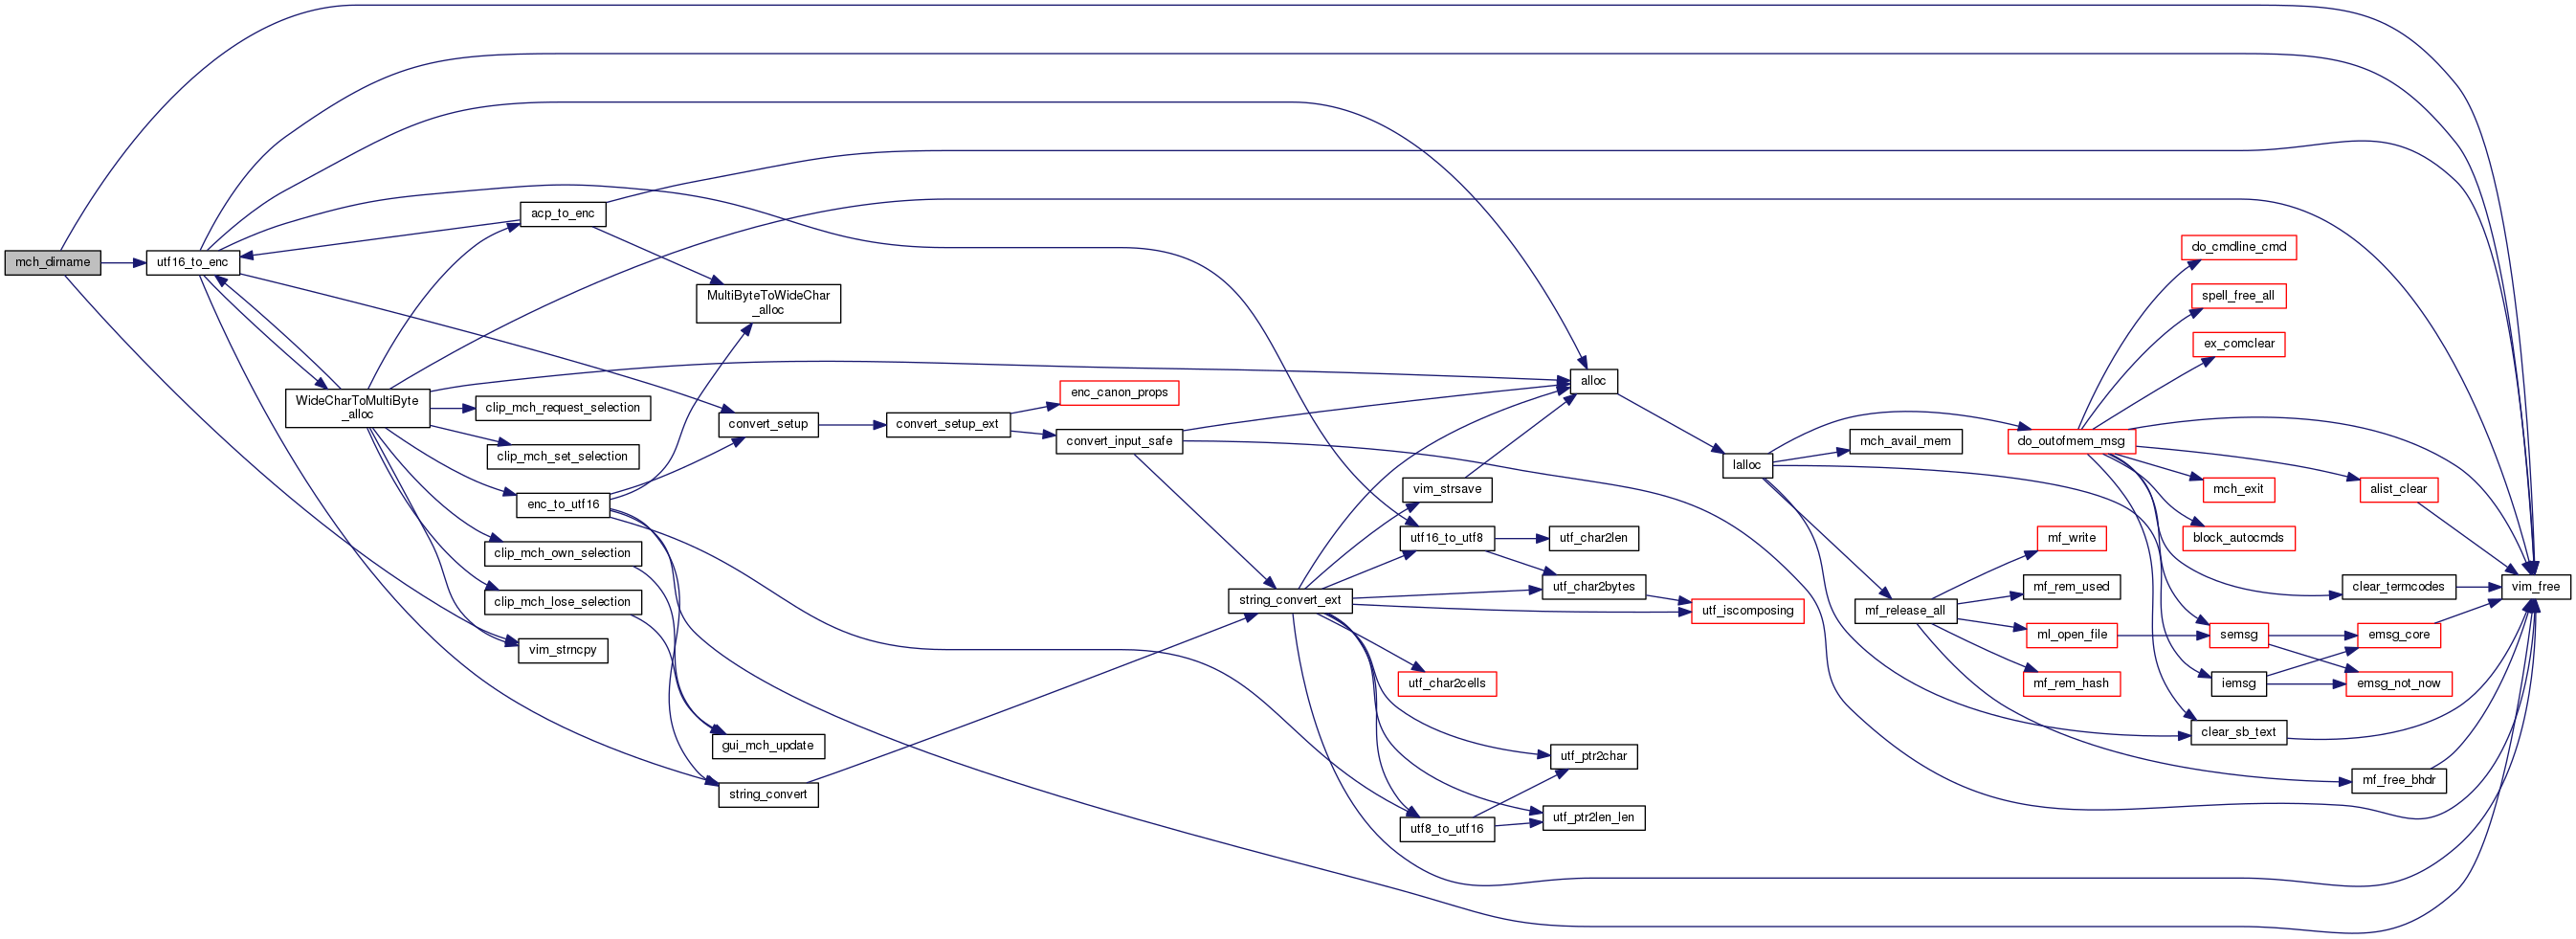 mch_dirname
utf16_to_enc
WideCharToMultiByte
_alloc
acp_to_enc
clip_mch_request_selection
clip_mch_set_selection
enc_to_utf16
clip_mch_own_selection
clip_mch_lose_selection
vim_strncpy
MultiByteToWideChar
_alloc
convert_setup
gui_mch_update
string_convert
convert_setup_ext
enc_canon_props
convert_input_safe
string_convert_ext
vim_strsave
utf16_to_utf8
utf_char2cells
utf8_to_utf16
alloc
utf_char2len
utf_char2bytes
utf_ptr2char
utf_ptr2len_len
utf_iscomposing
lalloc
mch_avail_mem
mf_release_all
do_outofmem_msg
mf_write
mf_rem_used
ml_open_file
mf_rem_hash
do_cmdline_cmd
spell_free_all
ex_comclear
mch_exit
block_autocmds
semsg
iemsg
clear_sb_text
alist_clear
clear_termcodes
emsg_core
emsg_not_now
mf_free_bhdr
vim_free